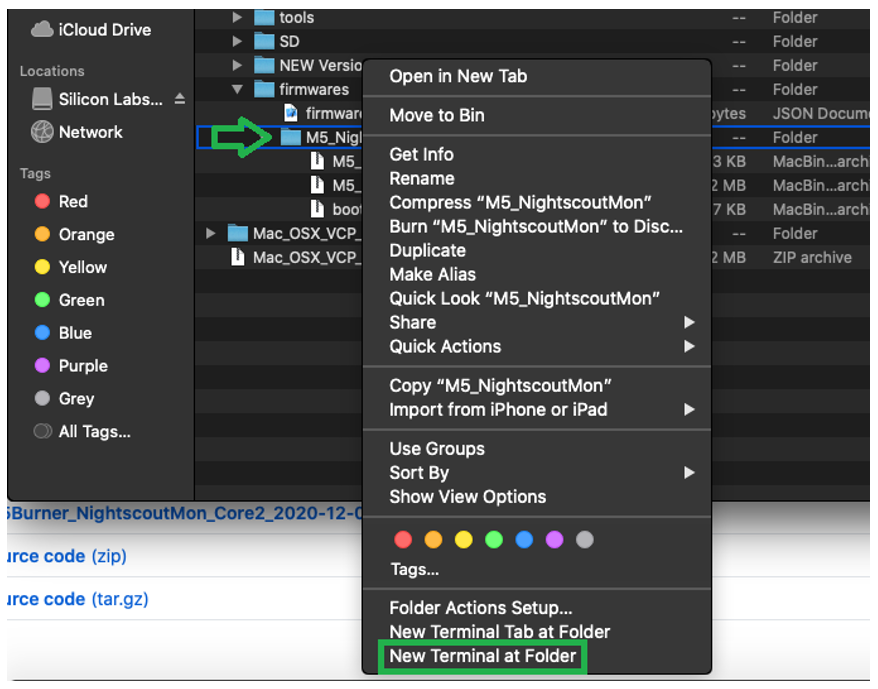 iCloud Drive
Locations
Silicon Labs...
Network
Tags
Red
Orange
Yellow
Green
Blue
Purple
Grey
All Tags...
tools -- Folder
SD -- Folder
NEW Versio -- Folder
firmwares -- Folder
firmwar bytes JSON Docum
M5_Nig -- Folder
M5_ 3 KB MacBin...archi
M5_ 2 MB MacBin...archi
boot 7 KB MacBin...archi
Mac_OSX_VCP_ -- Folder
Mac_OSX_VCP_ 2 MB ZIP archive
Open in New Tab
Move to Bin
Get Info
Rename
Compress “M5_NightscoutMon”
Burn “M5_NightscoutMon” to Disc...
Duplicate
Make Alias
Quick Look “M5_NightscoutMon”
Share
Quick Actions
Copy “M5_NightscoutMon”
Import from iPhone or iPad
Use Groups
Sort By
Show View Options
Tags...
Folder Actions Setup...
New Terminal Tab at Folder
New Terminal at Folder
5Burner_NightscoutMon_Core2_2020-12-0
urce code (zip)
urce code (tar.gz)